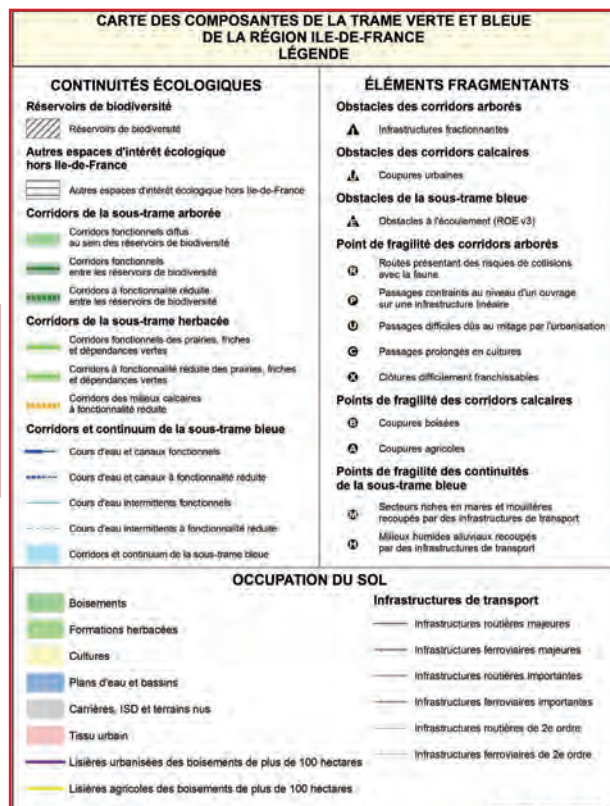 CARTE DES COMPOSANTES DE LA TRAME VERTE ET BLEUE
DE LA RÉGION ILE-DE-FRANCE
LÉGENDE
CONTINUITÉS ÉCOLOGIQUES
Réservoirs de biodiversité
Réservoirs de biodiversité
Autres espaces d'intérêt écologique
hors Ile-de-France
Autres espaces d'intérêt écologique hors Ile-de-France
Corridors de la sous-trame arborée
Corridors fonctionnels diffus
au sein des réservoirs de biodiversité
Corridors fonctionnels
entre les réservoirs de biodiversité
Corridors à fonctionnalité réduite
entre les réservoirs de biodiversité
Corridors de la sous-trame herbacée
Corridors fonctionnels des prairies, friches
et dépendances vertes
Corridors à fonctionnalité réduite des prairies, friches
et dépendances vertes
Corridors des milieux calcaires
à fonctionnalité réduite
Corridors et continuum de la sous-trame bleue
Cours d'eau et canaux fonctionnels
Cours d'eau et canaux à fonctionnalité réduite
Cours d'eau intermittents fonctionnels
Cours d'eau intermittents à fonctionnalité réduite
Corridors et continuum de la sous-trame bleue
ÉLÉMENTS FRAGMENTANTS
Obstacles des corridors arborés
Infrastructures fractionnantes
Obstacles des corridors calcaires
Coupures urbaines
Obstacles de la sous-trame bleue
Obstacles à l'écoulement (ROE v3)
Point de fragilité des corridors arborés
R Routes présentant des risques de collisions
avec la faune
P Passages contraints au niveau d'un ouvrage
sur une infrastructure linéaire
U Passages difficiles dûs au mitage par l'urbanisation
C Passages prolongés en cultures
X Clôtures difficilement franchissables
Points de fragilité des corridors calcaires
B Coupures boisées
A Coupures agricoles
Points de fragilité des continuités
de la sous-trame bleue
M Secteurs riches en mares et mouillères
recoupés par des infrastructures de transport
H Milieux humides alluviaux recoupés
par des infrastructures de transport
OCCUPATION DU SOL
Boisements
Formations herbacées
Cultures
Plans d'eau et bassins
Carrières, ISD et terrains nus
Tissu urbain
Lisières urbanisées des boisements de plus de 100 hectares
Lisières agricoles des boisements de plus de 100 hectares
Infrastructures de transport
Infrastructures routières majeures
Infrastructures ferroviaires majeures
Infrastructures routières importantes
Infrastructures ferroviaires importantes
Infrastructures routières de 2e ordre
Infrastructures ferroviaires de 2e ordre